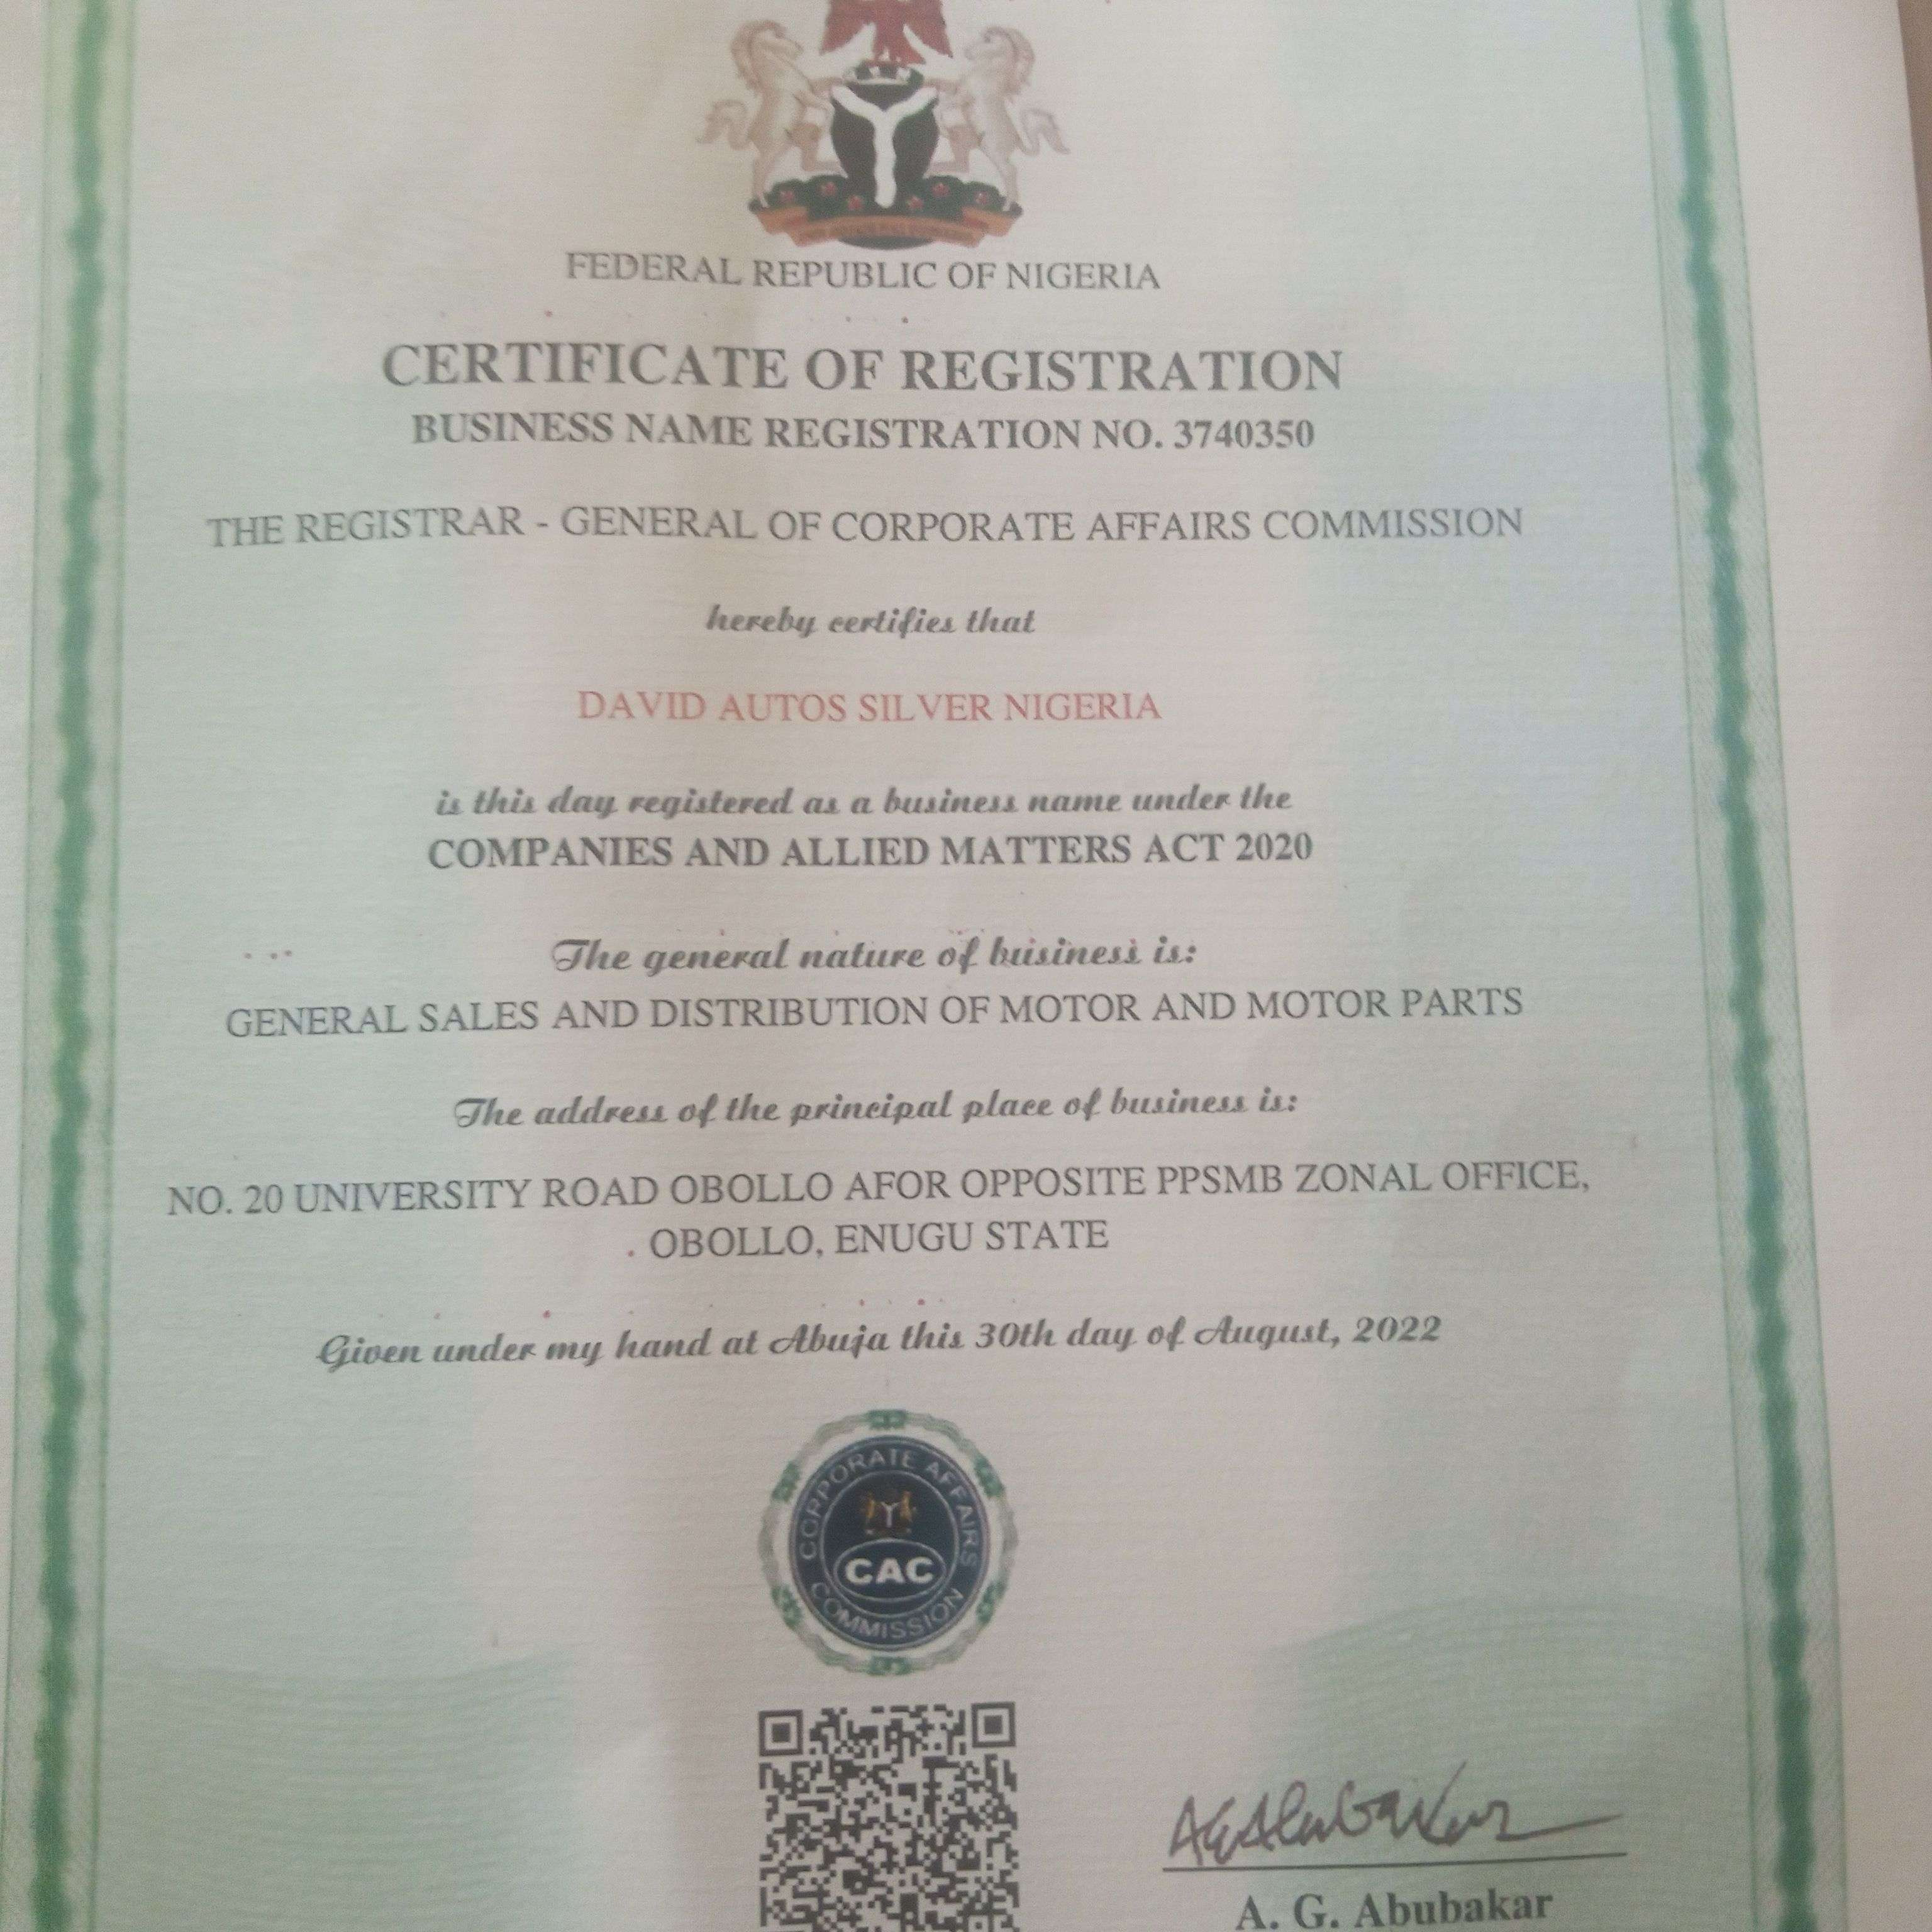 FEDERAL REPUBLIC OF NIGERIA
CERTIFICATE OF REGISTRATION
BUSINESS NAME REGISTRATION NO. 3740350
THE REGISTRAR - GENERAL OF CORPORATE AFFAIRS COMMISSION
hereby certifies that
DAVID AUTOS SILVER NIGERIA
is this day registered as a business name under the
COMPANIES AND ALLIED MATTERS ACT 2020
The general nature of business is:
GENERAL SALES AND DISTRIBUTION OF MOTOR AND MOTOR PARTS
The address of the principal place of business is:
NO. 20 UNIVERSITY ROAD OBOLLO AFOR OPPOSITE PPSMB ZONAL OFFICE,
. OBOLLO, ENUGU STATE
Given under my hand at Abuja this 30th day of August, 2022
CORPORATE AFFAIRS
CAC
COMMISSION
AGAbubakar
A. G. Abubakar